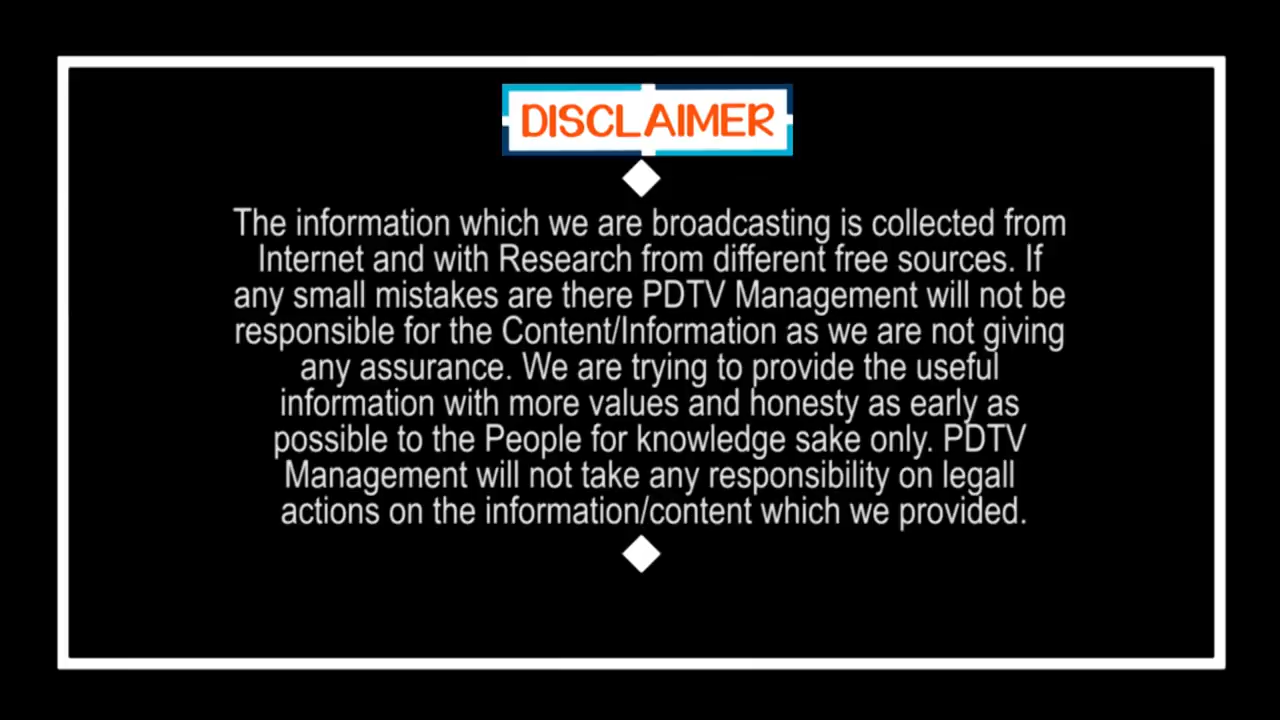 DISCLAIMER
The information which we are broadcasting is collected from
Internet and with Research from different free sources. If
any small mistakes are there PDTV Management will not be
responsible for the Content/Information as we are not giving
any assurance. We are trying to provide the useful
information with more values and honesty as early as
possible to the People for knowledge sake only. PDTV
Management will not take any responsibility on legall
actions on the information/content which we provided.